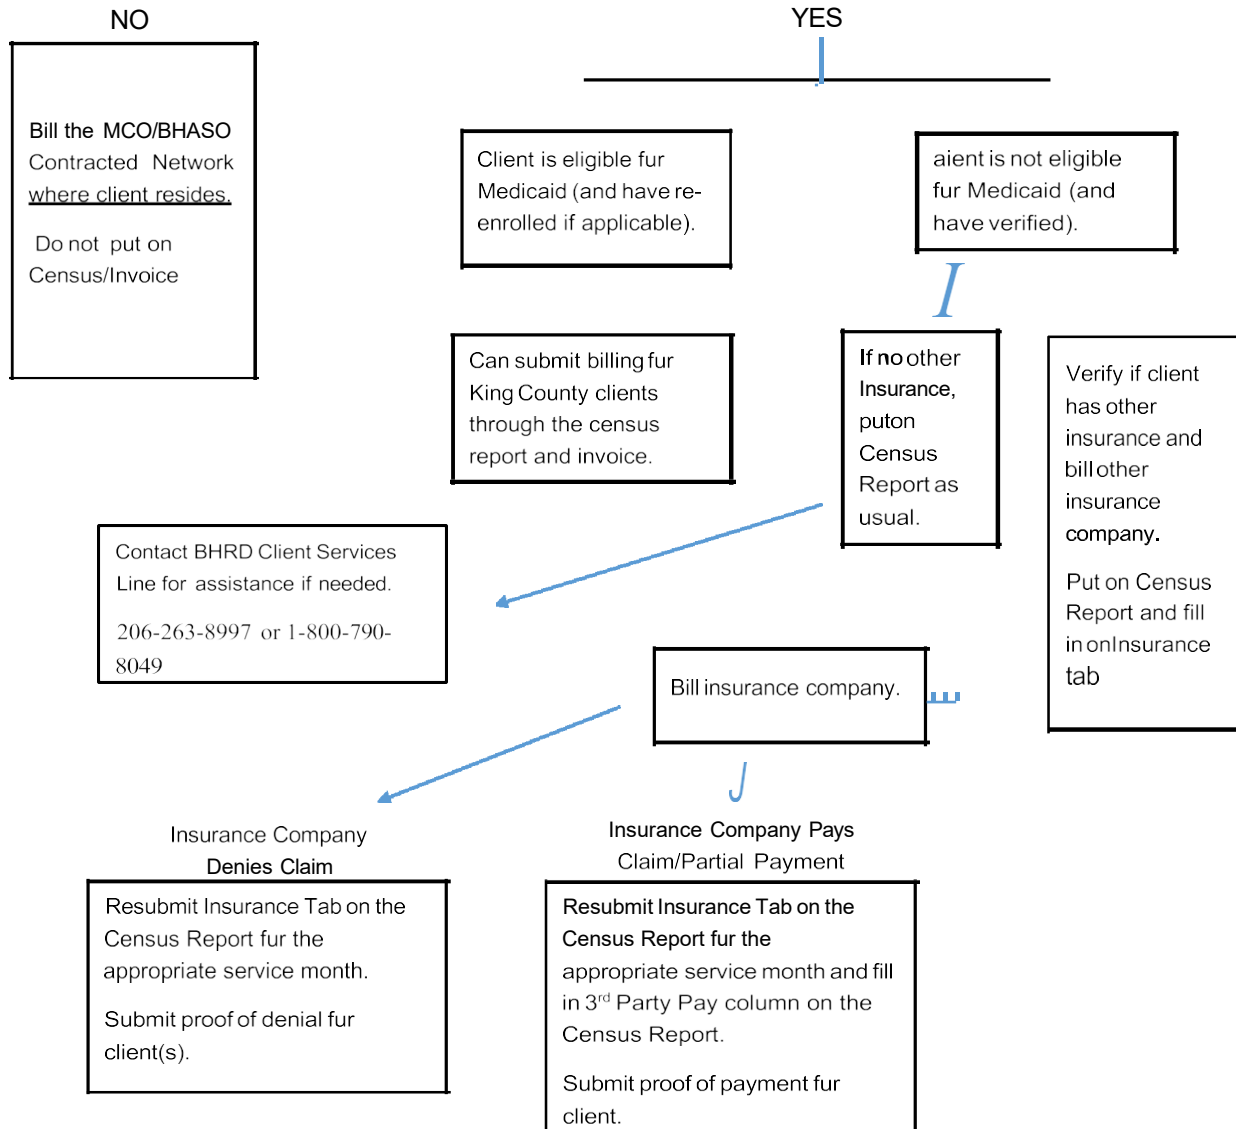 NO
YES
Bill the MCO/BHASO
Contracted Network
where client resides.
Do not put on
Census/Invoice
Client is eligible fur
Medicaid (and have re-
enrolled if applicable).
aient is not eligible
fur Medicaid (and
have verified).
Can submit billing fur
King County clients
through the census
report and invoice.
If no other
Insurance,
puton
Census
Report as
usual.
Verify if client
has other
insurance and
bill other
insurance
company.
Put on Census
Report and fill
in onInsurance
tab
Contact BHRD Client Services
Line for assistance if needed.
206-263-8997 or 1-800-790-
8049
Bill insurance company.
Insurance Company
Denies Claim
Resubmit Insurance Tab on the
Census Report fur the
appropriate service month.
Submit proof of denial fur
client(s).
Insurance Company Pays
Claim/Partial Payment
Resubmit Insurance Tab on the
Census Report fur the
appropriate service month and fill
in 3rd Party Pay column on the
Census Report.
Submit proof of payment fur
client.